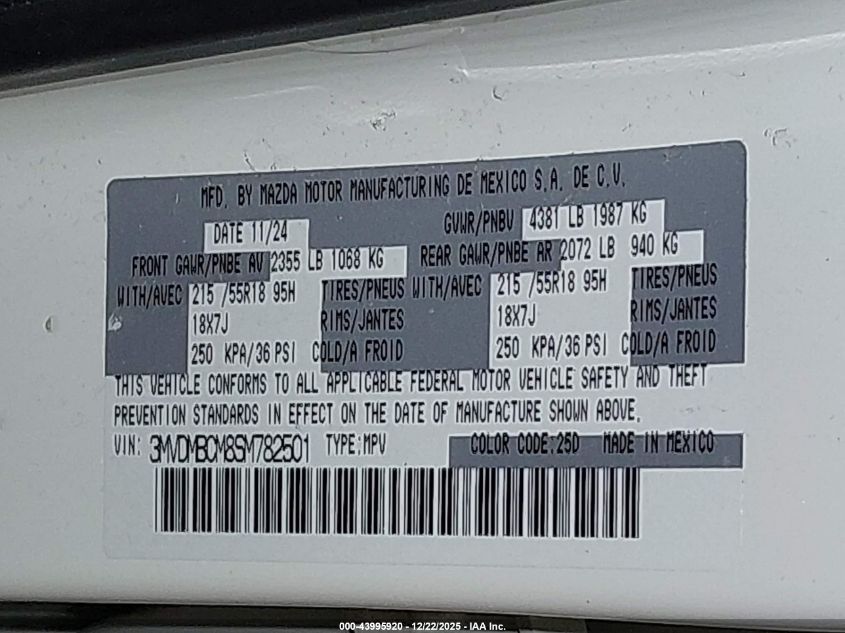 MFD. BY MAZDA MOTOR MANUFACTURING DE MEXICO S.A. DE C.V.
DATE 11/24 GVWR/PNBV 4381 LB 1987 KG
FRONT GAWR/PNBE AV 2355 LB 1068 KG REAR GAWR/PNBE AR 2072 LB 940 KG
WITH/AVEC 215 /55R18 95H TIRES/PNEUS WITH/AVEC 215 /55R18 95H TIRES/PNEUS
18X7J RIMS/JANTES 18X7J RIMS/JANTES
250 KPA/36 PSI COLD/A FROID 250 KPA/36 PSI COLD/A FROID
THIS VEHICLE CONFORMS TO ALL APPLICABLE FEDERAL MOTOR VEHICLE SAFETY AND THEFT
PREVENTION STANDARDS IN EFFECT ON THE DATE OF MANUFACTURE SHOWN ABOVE.
VIN: 3MVDMBCM8SM782501 TYPE:MPV COLOR CODE:25D MADE IN MEXICO
000-43995920 - 12/22/2025 - IAA Inc.